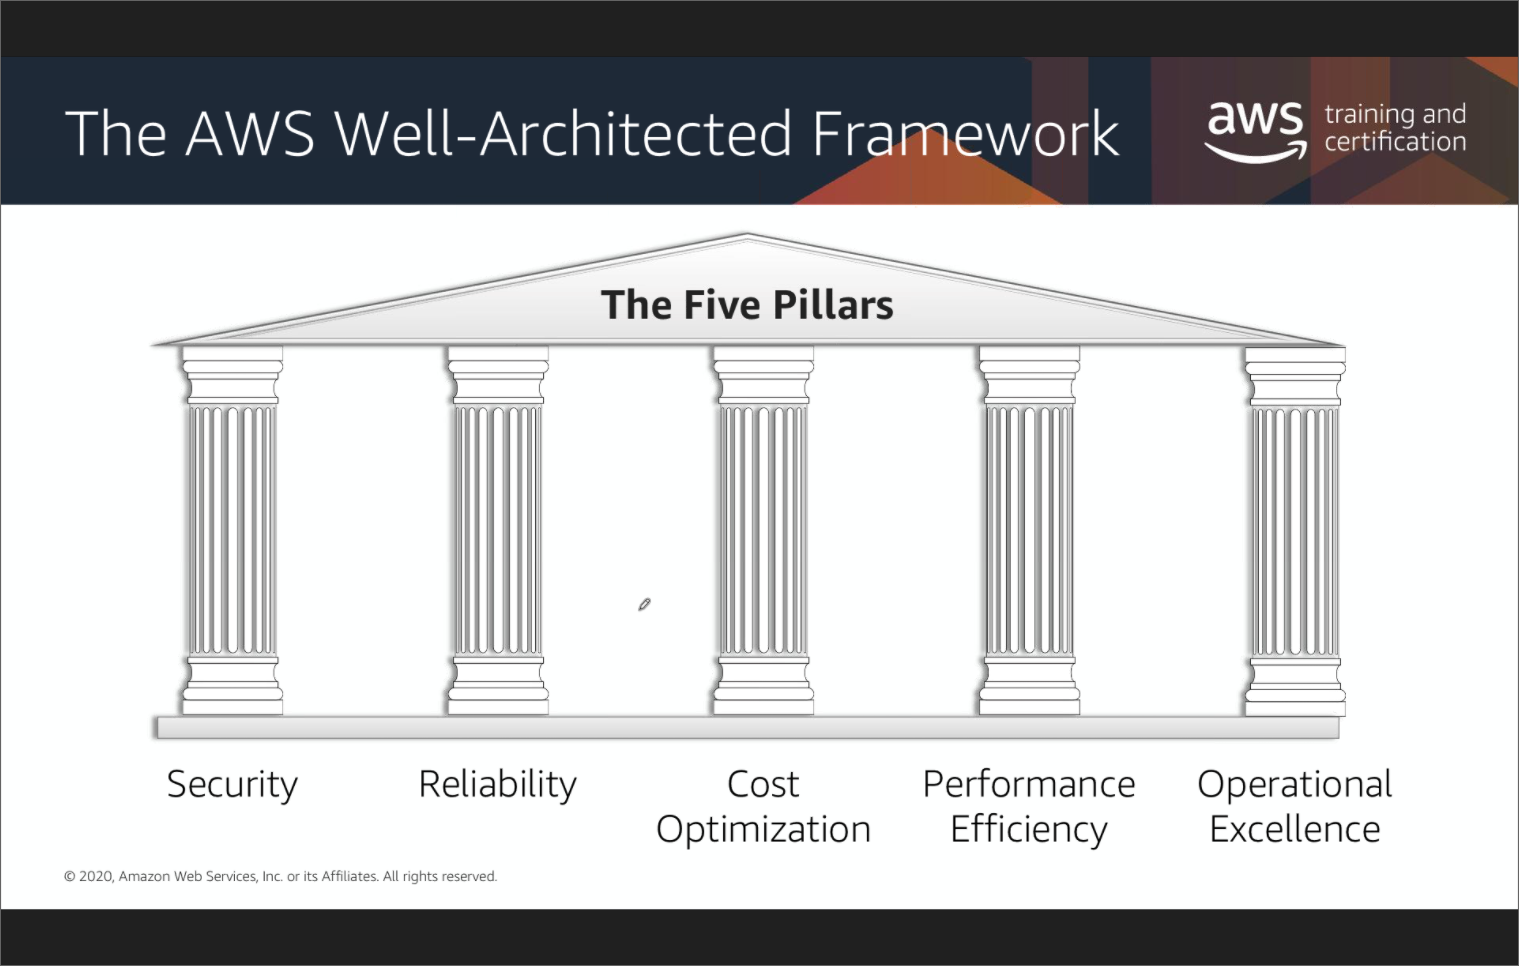 The AWS Well-Architected Framework
aws training and
certification
The Five Pillars
Security
Reliability
Cost
Optimization
Performance
Efficiency
Operational
Excellence
© 2020, Amazon Web Services, Inc. or its Affiliates. All rights reserved.